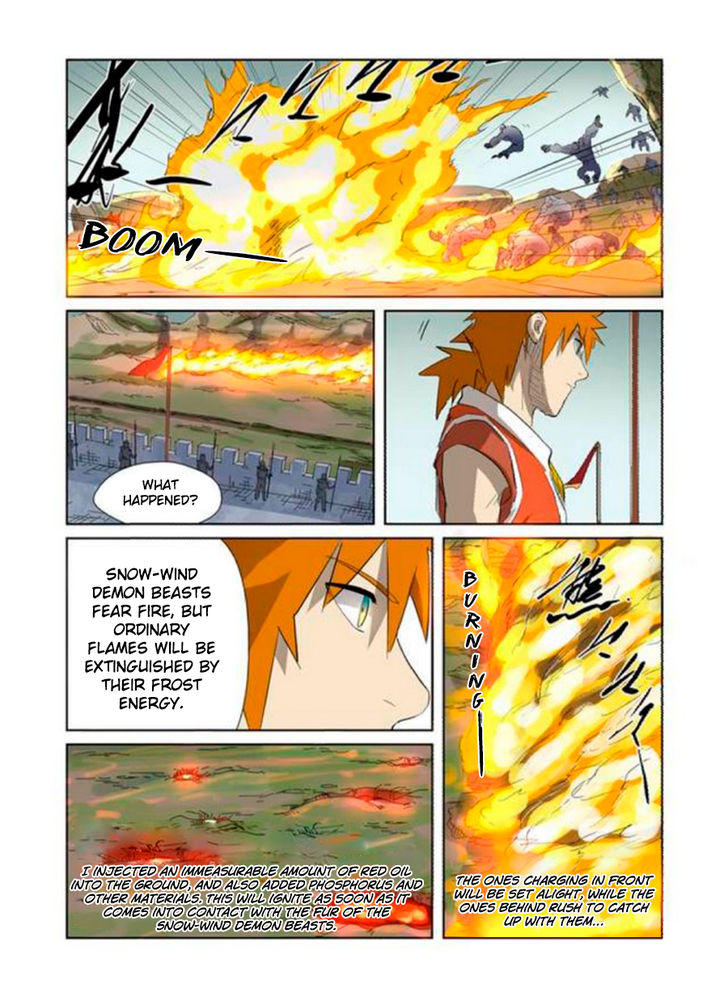 BOOM
WHAT
HAPPENED?
SNOW-WIND
DEMON BEASTS
FEAR FIRE, BUT
ORDINARY
FLAMES WILL BE
EXTINGUISHED BY
THEIR FROST
ENERGY.
BURNING
熊
I INJECTED AN IMMEASURABLE AMOUNT OF RED OIL
INTO THE GROUND, AND ALSO ADDED PHOSPHORUS AND
OTHER MATERIALS. THIS WILL IGNITE AS SOON AS IT
COMES INTO CONTACT WITH THE FUR OF THE
SNOW-WIND DEMON BEASTS.
THE ONES CHARGING IN FRONT
WILL BE SET ALIGHT, WHILE THE
ONES BEHIND RUSH TO CATCH
UP WITH THEM...